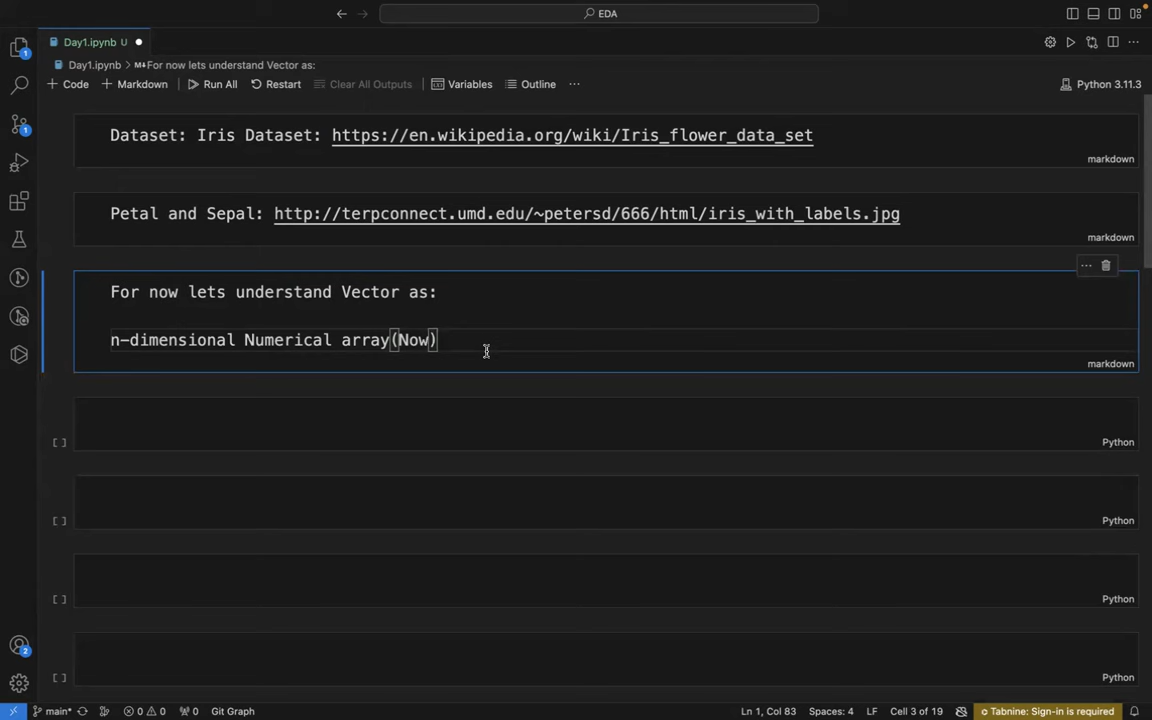 EDA
Day1.ipynb U
Day1.ipynb > M↓For now lets understand Vector as:
+ Code + Markdown Run All Restart Clear All Outputs Variables Outline ··· Python 3.11.3
Dataset: Iris Dataset: https://en.wikipedia.org/wiki/Iris_flower_data_set
markdown
Petal and Sepal: http://terpconnect.umd.edu/~petersd/666/html/iris_with_labels.jpg
markdown
For now lets understand Vector as:
n-dimensional Numerical array(Now)
markdown
[ ] Python
[ ] Python
[ ] Python
[ ] Python
1
1
2
main* 0 0 0 Git Graph Ln 1, Col 83 Spaces: 4 LF Cell 3 of 19 Tabnine: Sign-in is required